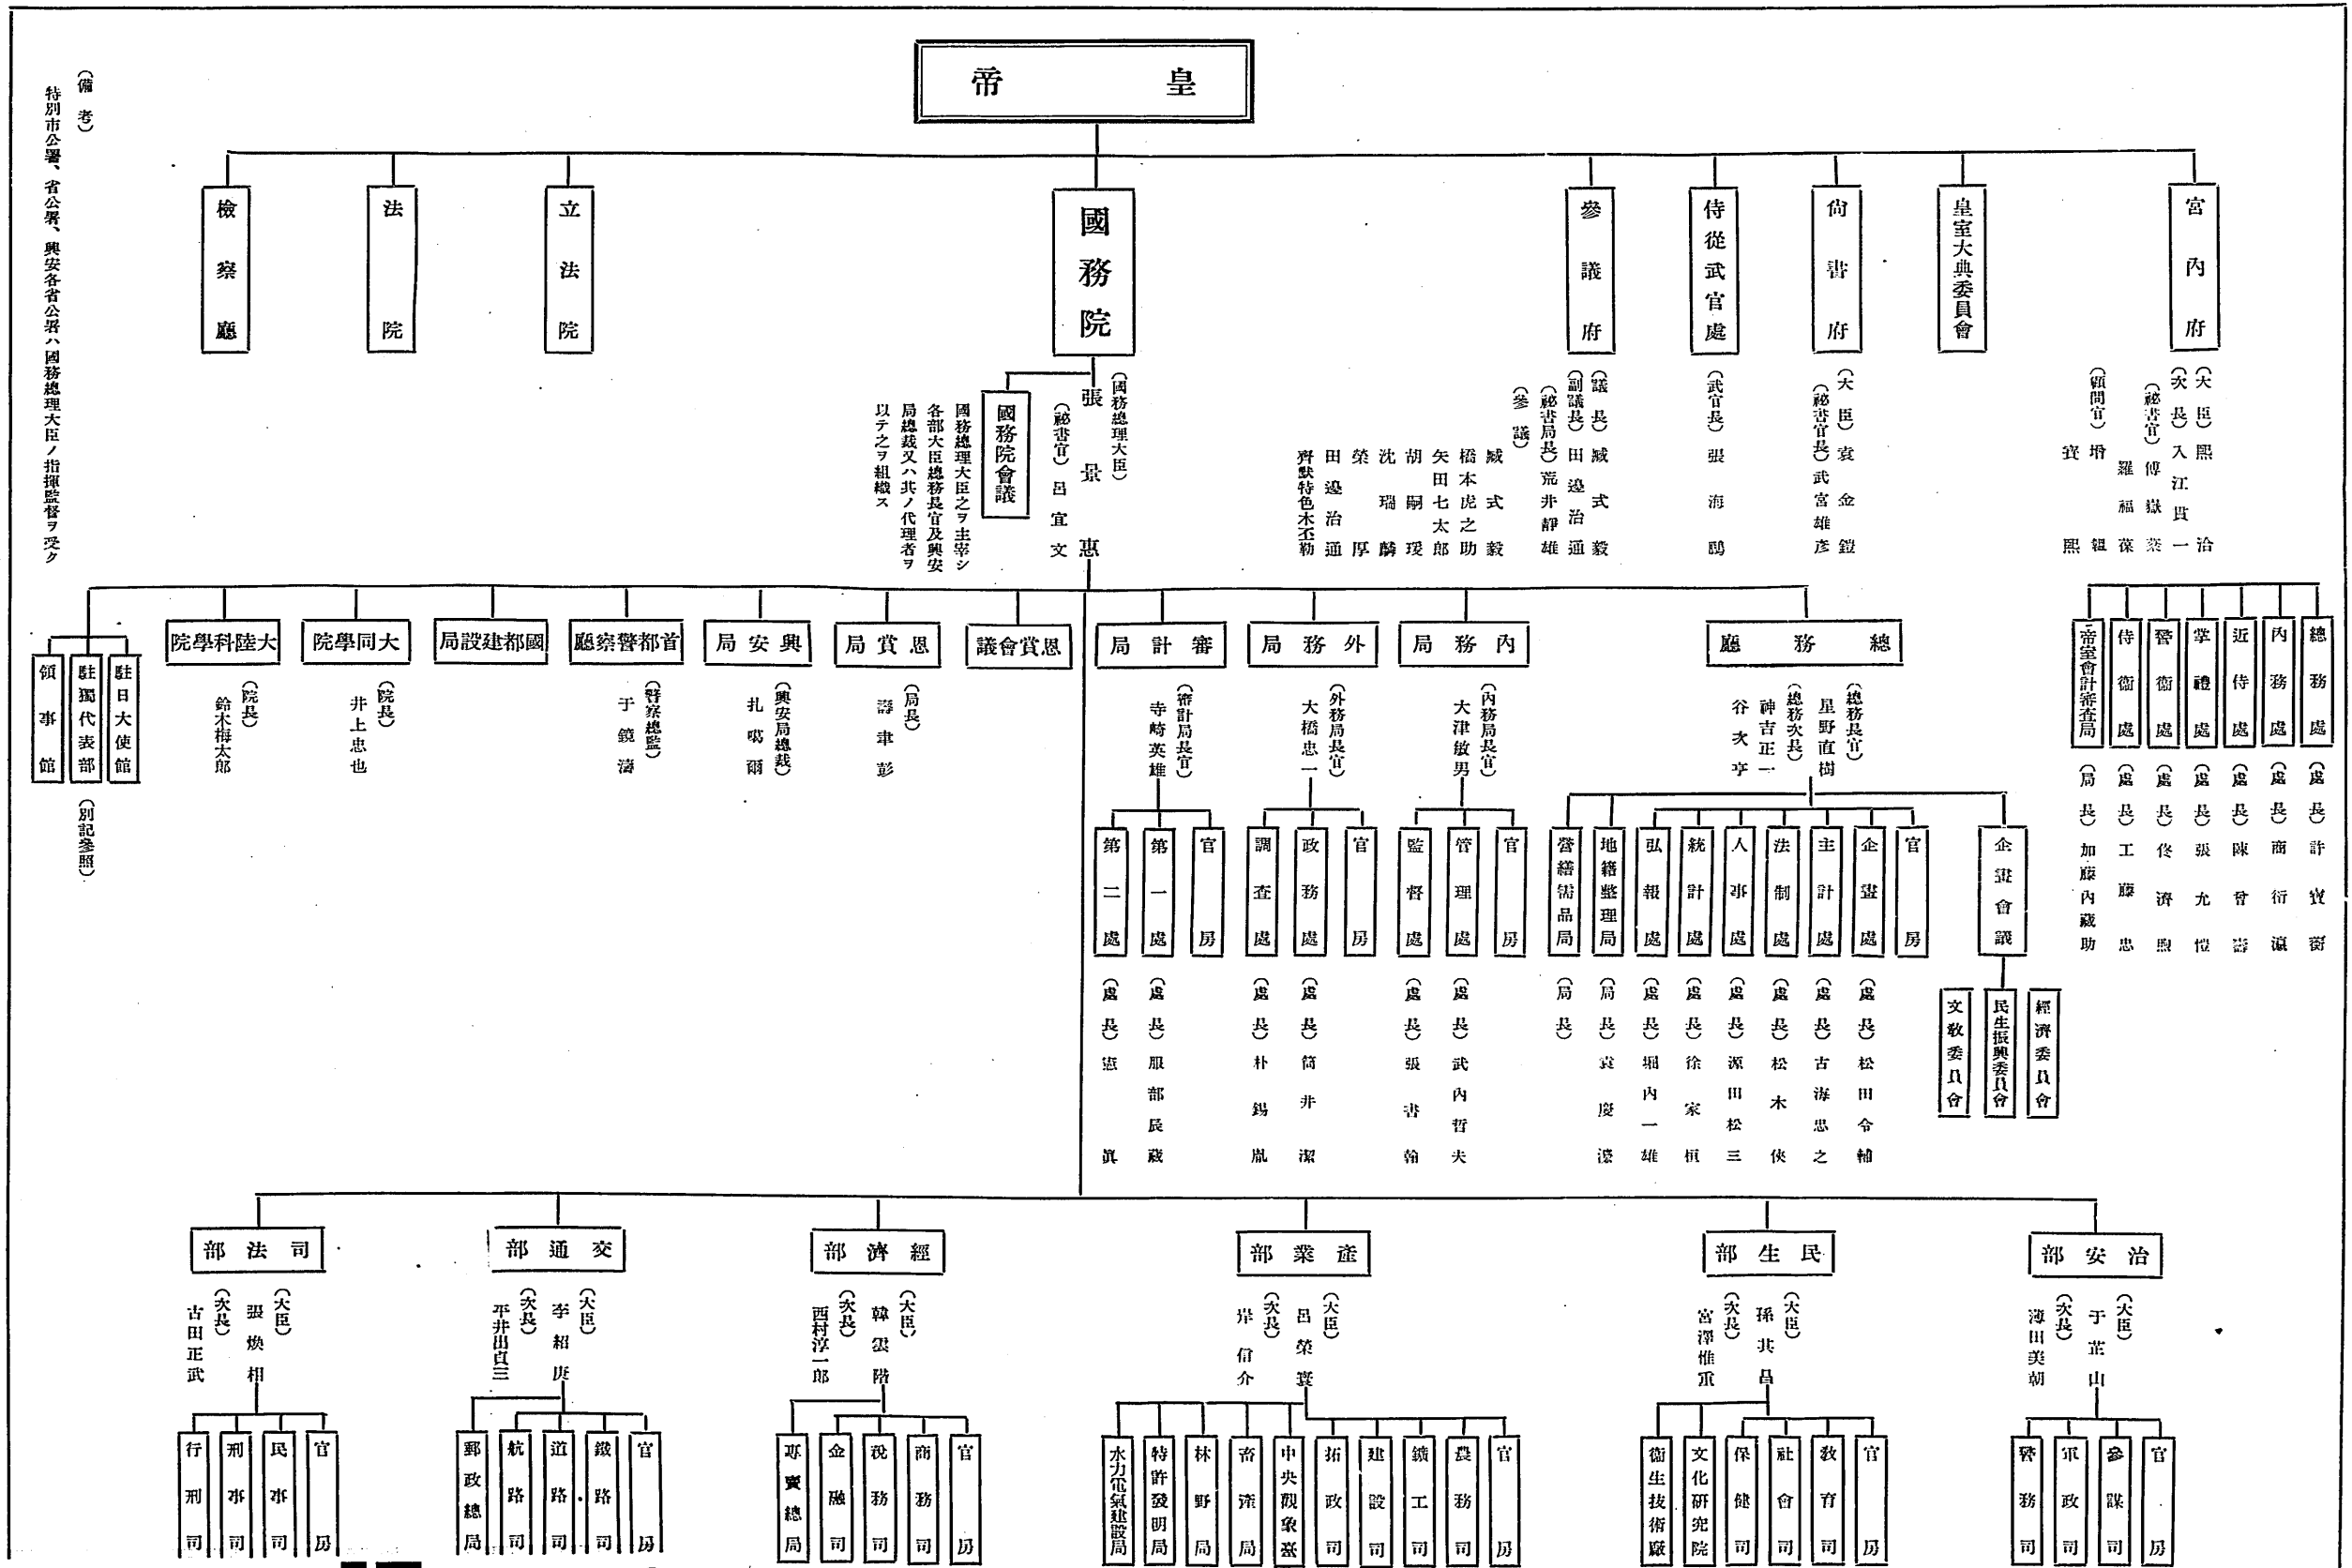 皇帝
宮內府
(大臣)熙洽
(次長)入江貫一
(祕書官)傅嶽棻
羅福葆
(顧問官)增韞
寶熙
總務處
(處長)許寶蘅
內務處
(處長)商衍瀛
近侍處
(處長)陳曾壽
掌禮處
(處長)張允愷
警衞處
(處長)佟濟煦
侍衞處
(處長)工藤忠
帝室會計審査局
(局長)加藤內藏助
皇室大典委員會
尙書府
(大臣)袁金鎧
(祕書官長)武宮雄彥
侍從武官處
(武官長)張海鵬
參議府
(議長)臧式毅
(副議長)田邊治通
(祕書局長)荒井靜雄
(參議)
臧式毅
橋本虎之助
矢田七太郎
胡嗣瑗
沈瑞麟
榮厚
田邊治通
齊默特色木丕勒
國務院
(國務總理大臣)
張景惠
(祕書官)呂宜文
國務院會議
國務總理大臣之ヲ主宰シ
各部大臣總務長官及興安
局總裁又ハ其ノ代理者ヲ
以テ之ヲ組織ス
立法院
法院
檢察廳
(備考)
特別市公署、省公署、興安各省公署ハ國務總理大臣ノ指揮監督ヲ受ク
總務廳
(總務長官)
星野直樹
(總務次長)
神吉正一
谷次亨
企畫會議
經濟委員會
民生振興委員會
文敎委員會
官房
企畫處
(處長)松田令輔
主計處
(處長)古海忠之
法制處
(處長)松木俠
人事處
(處長)源田松三
統計處
(處長)徐家桓
弘報處
(處長)堀內一雄
地籍整理局
(局長)袁慶濂
營繕需品局
(局長)
內務局
(內務局長官)
大津敏男
官房
管理處
(處長)武內哲夫
監督處
(處長)張書翰
外務局
(外務局長官)
大橋忠一
官房
政務處
(處長)筒井潔
調査處
(處長)朴錫胤
審計局
(審計局長官)
寺崎英雄
官房
第一處
(處長)服部長藏
第二處
(處長)憲眞
恩賞會議
恩賞局
(局長)
壽聿彭
興安局
(興安局總裁)
扎噶爾
首都警察廳
(警察總監)
于鏡濤
國都建設局
大同學院
(院長)
井上忠也
大陸科學院
(院長)
鈴木梅太郎
駐日大使館
駐獨代表部
(別記參照)
領事館
治安部
(大臣)
于芷山
(次長)
薄田美朝
官房
參謀司
軍政司
警務司
民生部
(大臣)
孫其昌
(次長)
宮澤惟重
官房
敎育司
社會司
保健司
文化硏究院
衞生技術廠
產業部
(大臣)
呂榮寰
(次長)
岸信介
官房
農務司
鑛工司
建設司
拓政司
中央觀象臺
畜產局
林野局
特許發明局
水力電氣建設局
經濟部
(大臣)
韓雲階
(次長)
西村淳一郎
官房
商務司
稅務司
金融司
專賣總局
交通部
(大臣)
李紹庚
(次長)
平井出貞三
官房
鐵路司
道路司
航路司
郵政總局
司法部
(大臣)
張煥相
(次長)
古田正武
官房
民事司
刑事司
行刑司